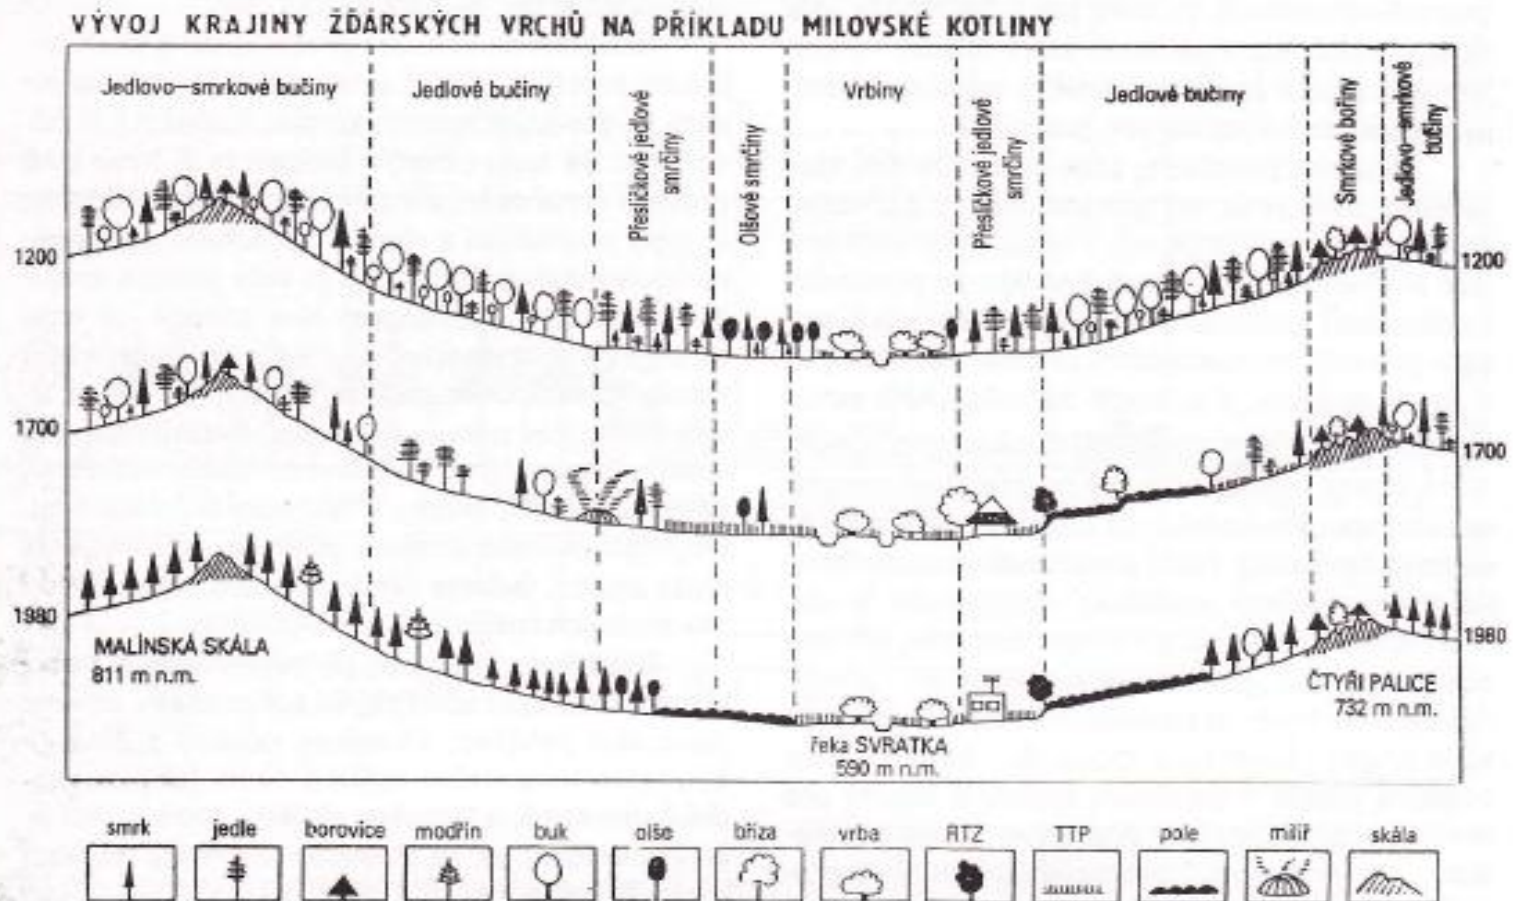 VÝVOJ KRAJINY ŽĎÁRSKÝCH VRCHŮ NA PŘÍKLADU MILOVSKÉ KOTLINY
Jedlovo-smrkové bučiny
Jedlové bučiny
Přesličkové jedlové
smrčiny
Olšové smrčiny
Vrbiny
Přesličkové jedlové
smrčiny
Jedlové bučiny
Smrkové bořiny
Jedlovo-smrkové
bučiny
1200
1200
1700
1700
1980
1980
MALÍNSKÁ SKÁLA
811 m n.m.
řeka SVRATKA
590 m n.m.
ČTYŘI PALICE
732 m n.m.
smrk
jedle
borovice
modřín
buk
olše
bříza
vrba
RTZ
TTP
pole
milíř
skála